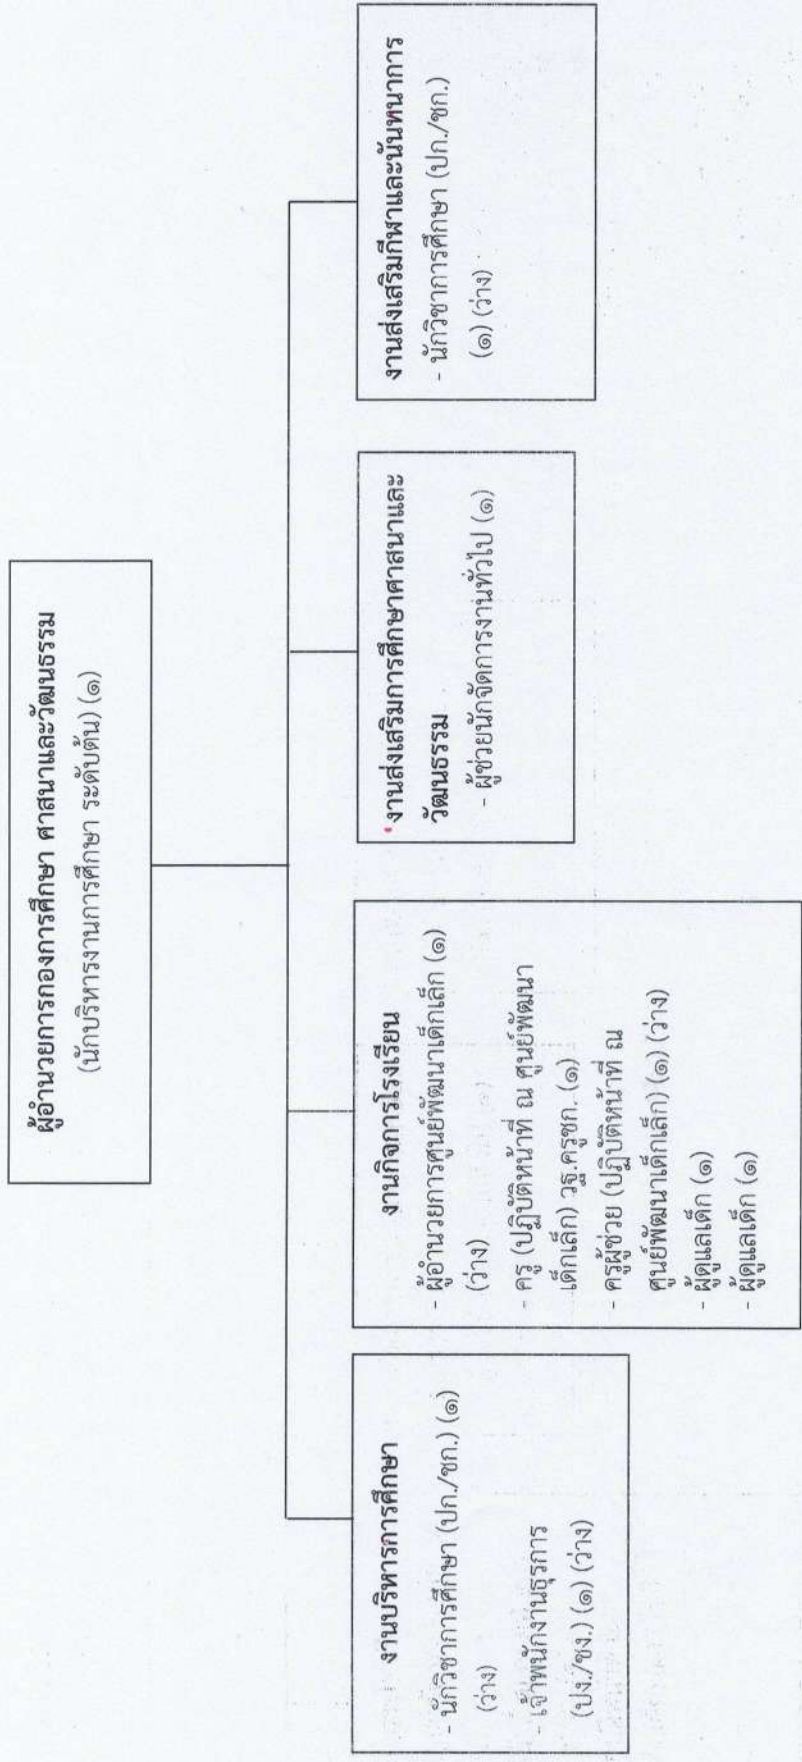 ผู้อำนวยการกองการศึกษา ศาสนาและวัฒนธรรม
(นักบริหารงานการศึกษา ระดับต้น) (๑)
งานบริหารการศึกษา
- นักวิชาการศึกษา (ปก./ชก.) (๑)
(ว่าง)
- เจ้าพนักงานธุรการ
(ปง./ชง.) (๑) (ว่าง)
งานกิจการโรงเรียน
- ผู้อำนวยการศูนย์พัฒนาเด็กเล็ก (๑)
(ว่าง)
- ครู (ปฏิบัติหน้าที่ ณ ศูนย์พัฒนา
เด็กเล็ก) วฐ.ครูชก. (๑)
- ครูผู้ช่วย (ปฏิบัติหน้าที่ ณ
ศูนย์พัฒนาเด็กเล็ก) (๑) (ว่าง)
- ผู้ดูแลเด็ก (๑)
- ผู้ดูแลเด็ก (๑)
งานส่งเสริมการศึกษาศาสนาและ
วัฒนธรรม
- ผู้ช่วยนักจัดการงานทั่วไป (๑)
งานส่งเสริมกีฬาและนันทนาการ
- นักวิชาการศึกษา (ปก./ชก.)
(๑) (ว่าง)